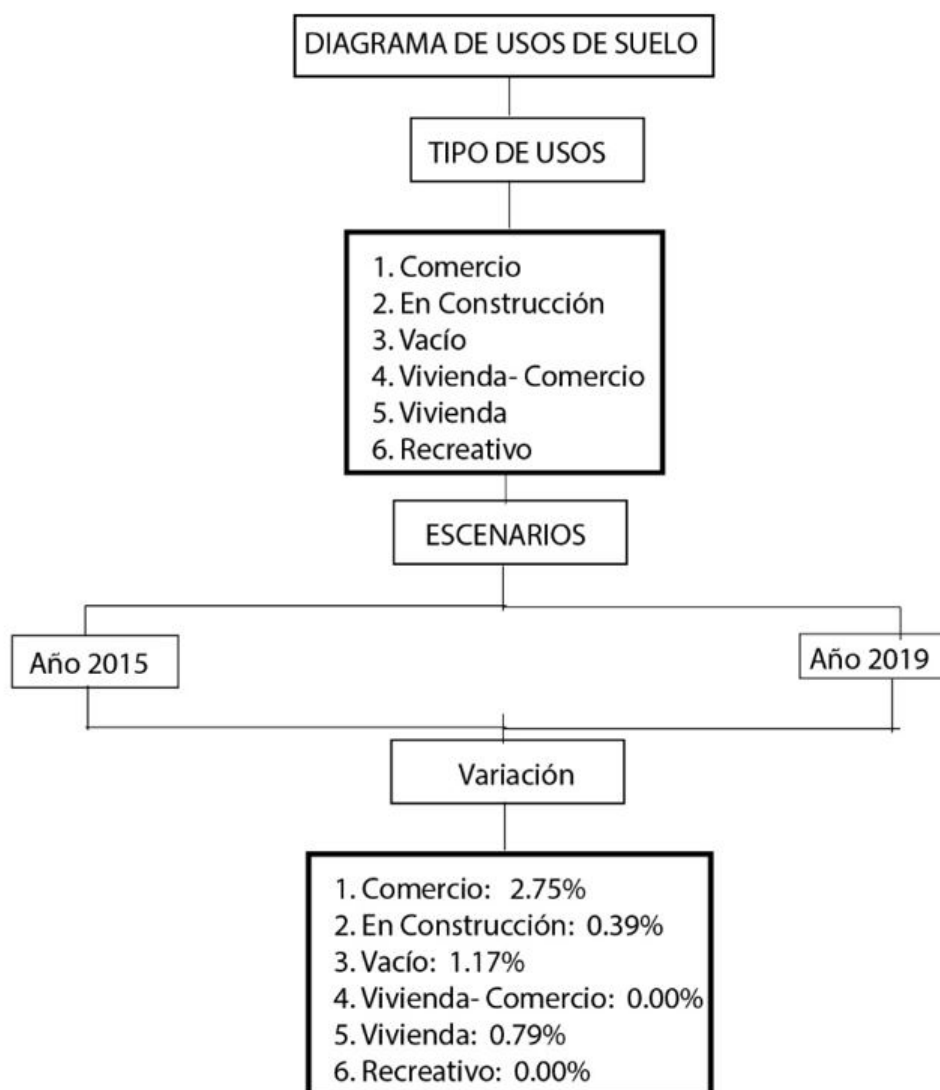 DIAGRAMA DE USOS DE SUELO
TIPO DE USOS
1. Comercio
2. En Construcción
3. Vacío
4. Vivienda- Comercio
5. Vivienda
6. Recreativo
ESCENARIOS
Año 2015
Año 2019
Variación
1. Comercio: 2.75%
2. En Construcción: 0.39%
3. Vacío: 1.17%
4. Vivienda- Comercio: 0.00%
5. Vivienda: 0.79%
6. Recreativo: 0.00%